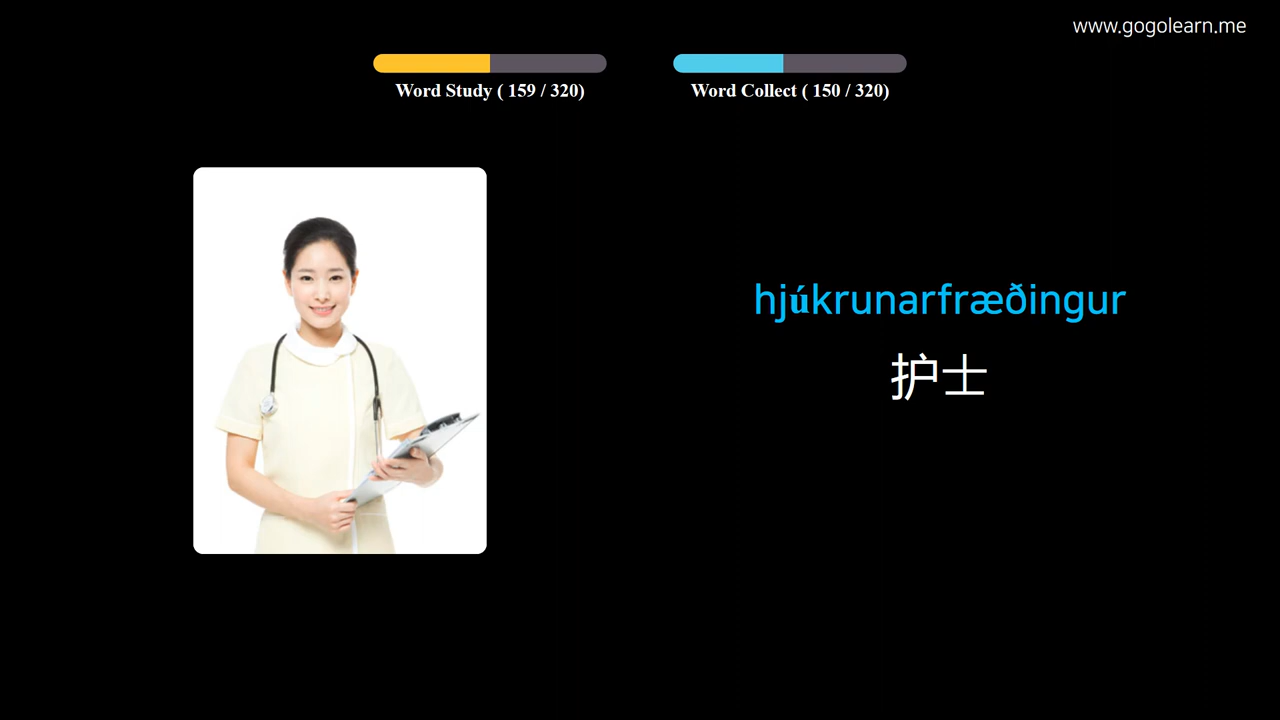 www.gogolearn.me
Word Study ( 159 / 320)
Word Collect ( 150 / 320)
hjúkrunarfræðingur
护士